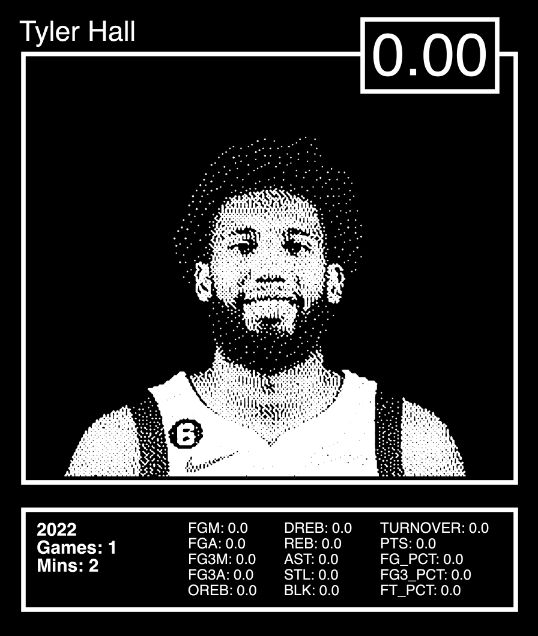 Tyler Hall
0.00
6
2022
Games: 1
Mins: 2
FGM: 0.0
FGA: 0.0
FG3M: 0.0
FG3A: 0.0
OREB: 0.0
DREB: 0.0
REB: 0.0
AST: 0.0
STL: 0.0
BLK: 0.0
TURNOVER: 0.0
PTS: 0.0
FG_PCT: 0.0
FG3_PCT: 0.0
FT_PCT: 0.0